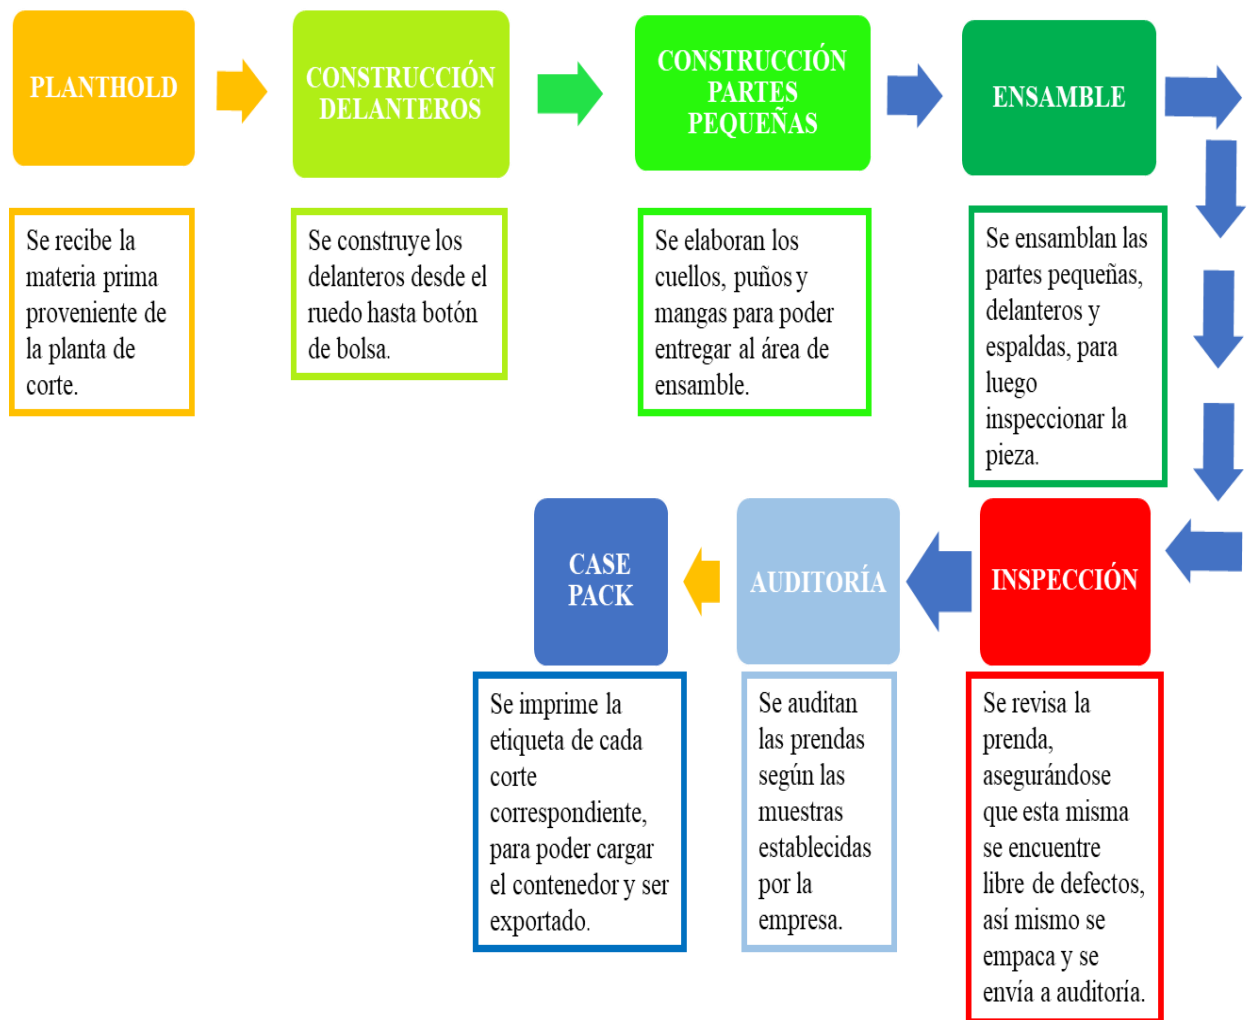 PLANTHOLD
CONSTRUCCIÓN
DELANTEROS
CONSTRUCCIÓN
PARTES
PEQUEÑAS
ENSAMBLE
Se recibe la
materia prima
proveniente de
la planta de
corte.
Se construye los
delanteros desde el
ruedo hasta botón
de bolsa.
Se elaboran los
cuellos, puños y
mangas para poder
entregar al área de
ensamble.
Se ensamblan las
partes pequeñas,
delanteros y
espaldas, para
luego
inspeccionar la
pieza.
INSPECCIÓN
AUDITORÍA
CASE
PACK
Se revisa la
prenda,
asegurándose
que esta misma
se encuentre
libre de defectos,
así mismo se
empaca y se
envía a auditoría.
Se auditan
las prendas
según las
muestras
establecidas
por la
empresa.
Se imprime la
etiqueta de cada
corte
correspondiente,
para poder cargar
el contenedor y ser
exportado.